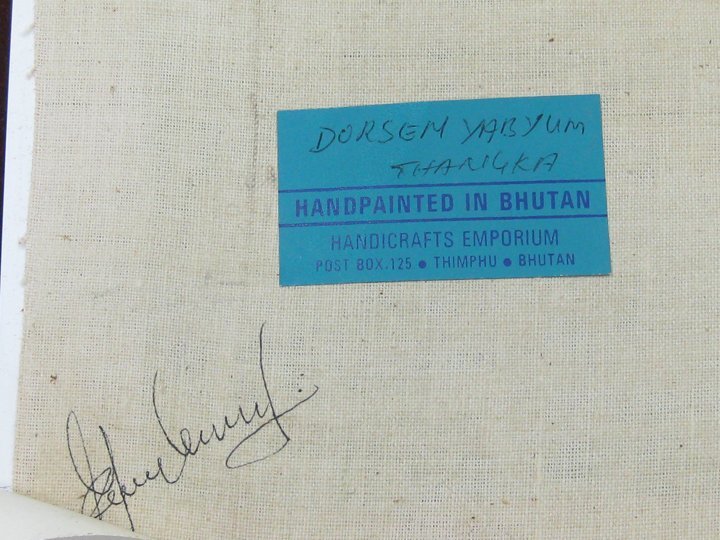 DORSEM YABYUM
THANGKA
HANDPAINTED IN BHUTAN
HANDICRAFTS EMPORIUM
POST BOX.125 ● THIMPHU ● BHUTAN